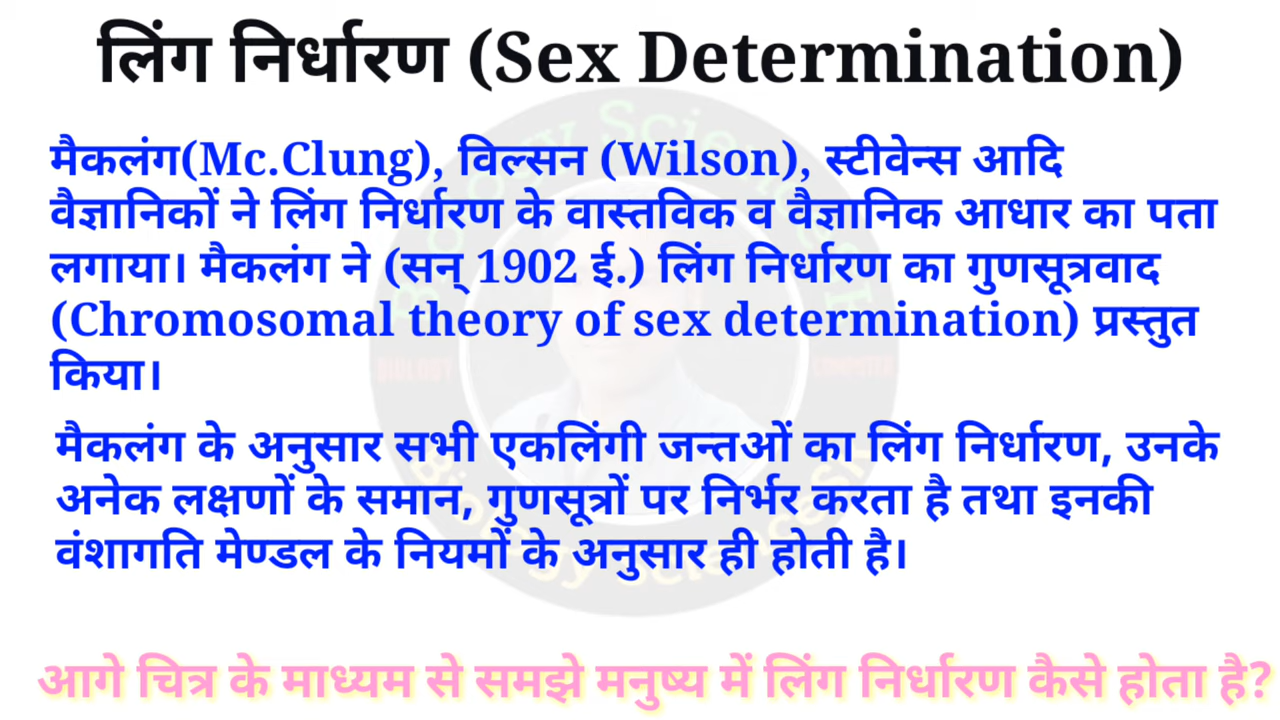 लिंग निर्धारण (Sex Determination)
मैकलंग(Mc.Clung), विल्सन (Wilson), स्टीवेन्स आदि
वैज्ञानिकों ने लिंग निर्धारण के वास्तविक व वैज्ञानिक आधार का पता
लगाया। मैकलंग ने (सन् 1902 ई.) लिंग निर्धारण का गुणसूत्रवाद
(Chromosomal theory of sex determination) प्रस्तुत
किया।
मैकलंग के अनुसार सभी एकलिंगी जन्तओं का लिंग निर्धारण, उनके
अनेक लक्षणों के समान, गुणसूत्रों पर निर्भर करता है तथा इनकी
वंशागति मेण्डल के नियमों के अनुसार ही होती है।
आगे चित्र के माध्यम से समझे मनुष्य में लिंग निर्धारण कैसे होता है?